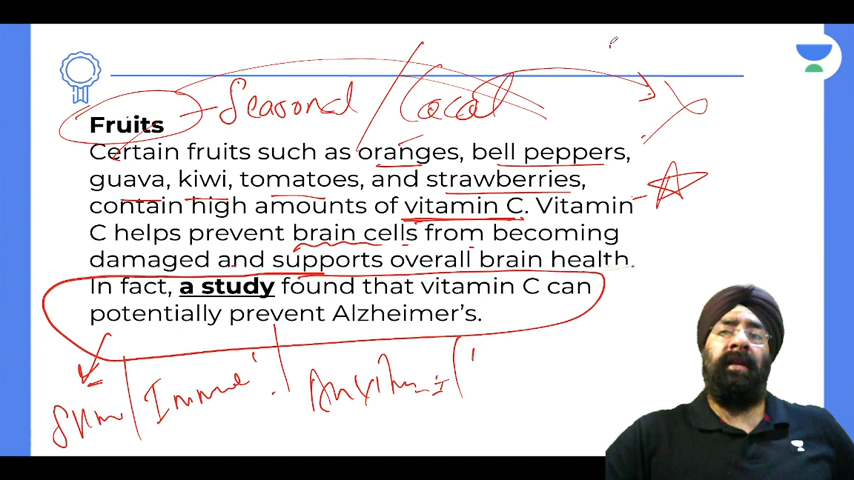 Seasonal / Local
Fruits
Certain fruits such as oranges, bell peppers,
guava, kiwi, tomatoes, and strawberries,
contain high amounts of vitamin C. Vitamin
C helps prevent brain cells from becoming
damaged and supports overall brain health.
In fact, a study found that vitamin C can
potentially prevent Alzheimer's.
Immune